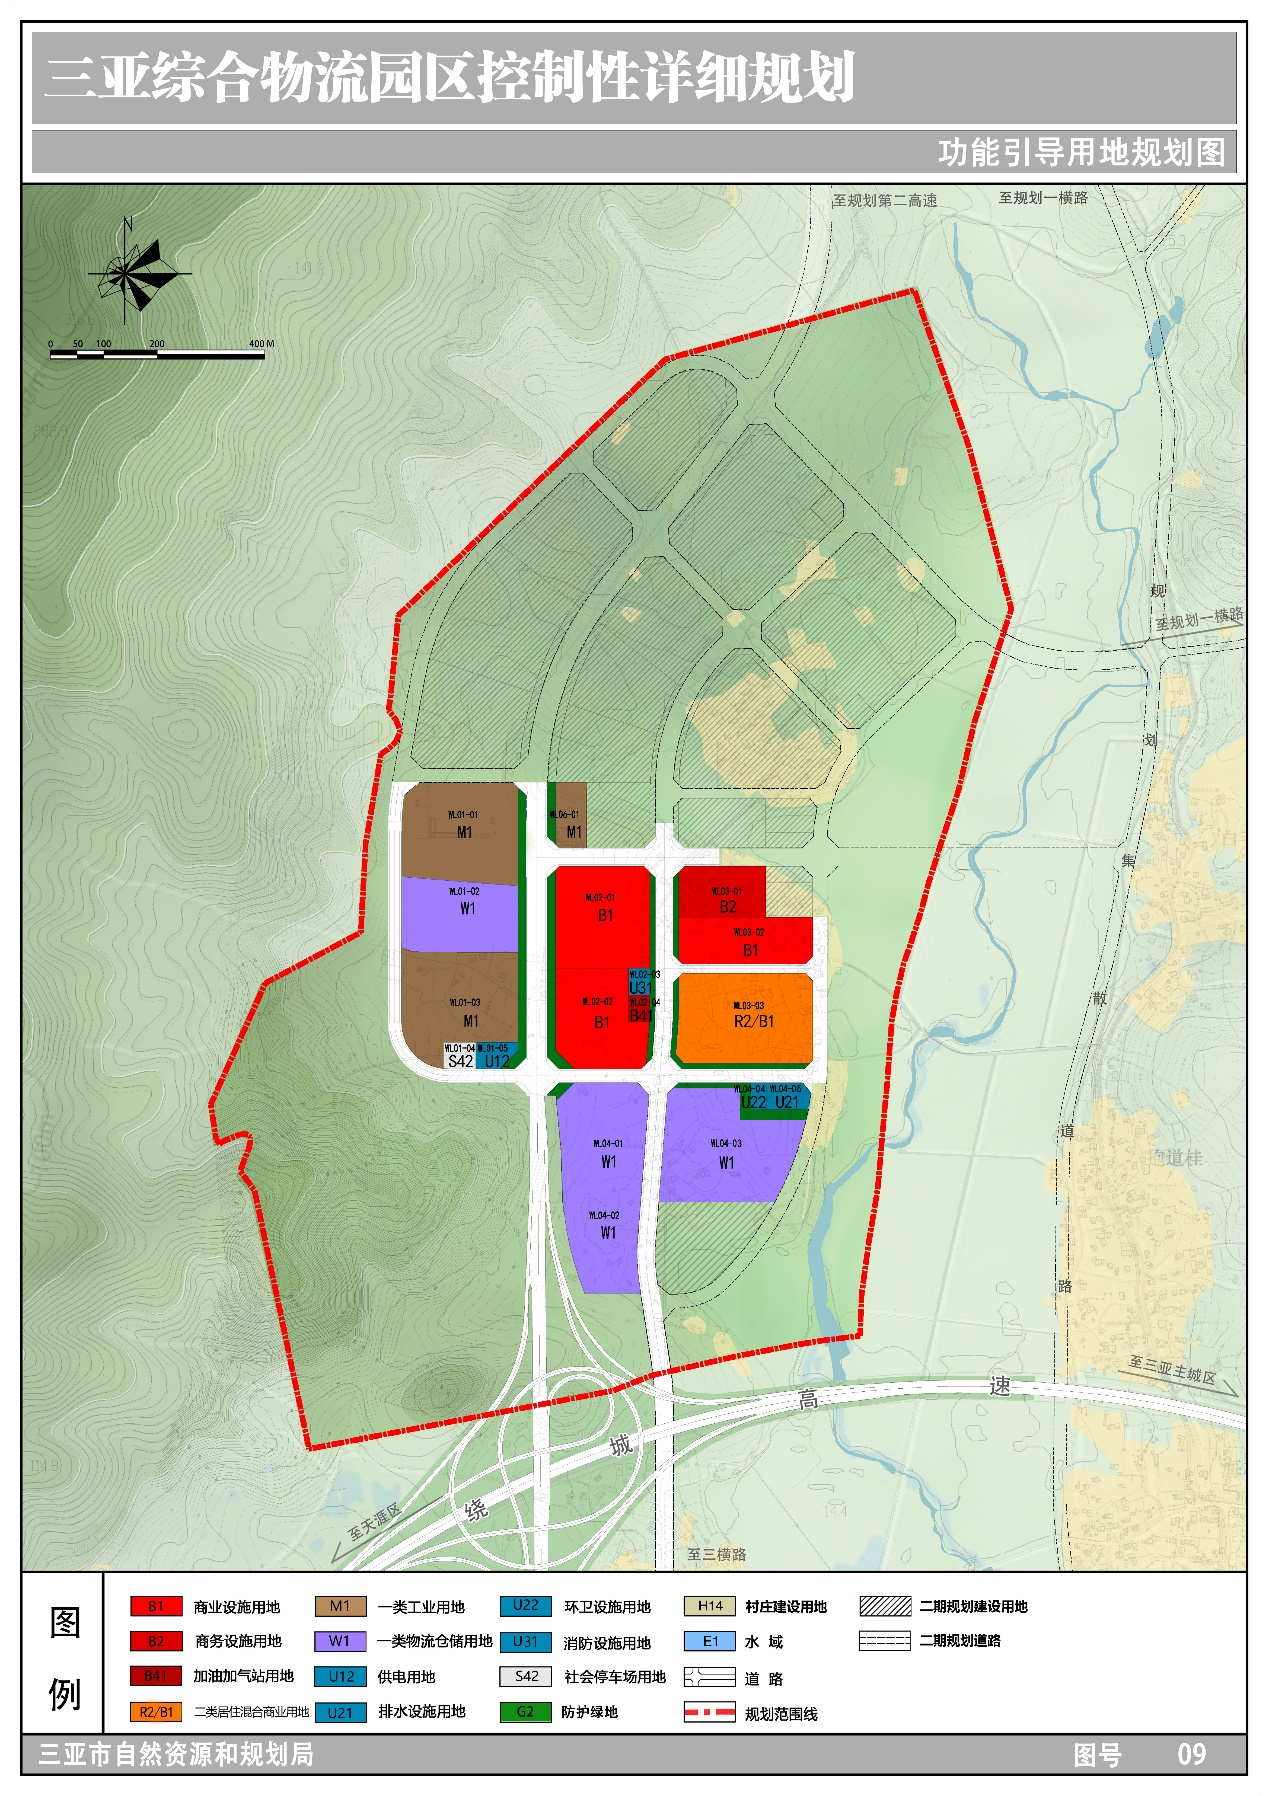 三亚综合物流园区控制性详细规划
功能引导用地规划图
至规划第二高速
至规划一横路
N
0 50 100 200 400 M
规
至规划一横路
划
WL01-01
M1
WL06-01
M1
集
WL01-02
W1
WL02-01
B1
WL03-01
B2
WL03-02
B1
WL02-03
U31
散
WL01-03
M1
WL02-02
B1
WL02-04
B41
WL03-03
R2/B1
WL01-04 WL01-05
S42 U12
WL04-04 WL04-05
U22 U21
道
WL04-01
W1
WL04-03
W1
WL04-02
W1
路
至三亚主城区
速
高
城
绕
至天涯区
至三横路
图例
B1 商业设施用地
B2 商务设施用地
B41 加油加气站用地
R2/B1 二类居住混合商业用地
M1 一类工业用地
W1 一类物流仓储用地
U12 供电用地
U21 排水设施用地
U22 环卫设施用地
U31 消防设施用地
S42 社会停车场用地
G2 防护绿地
H14 村庄建设用地
E1 水 域
道 路
规划范围线
二期规划建设用地
二期规划道路
三亚市自然资源和规划局
图号 09